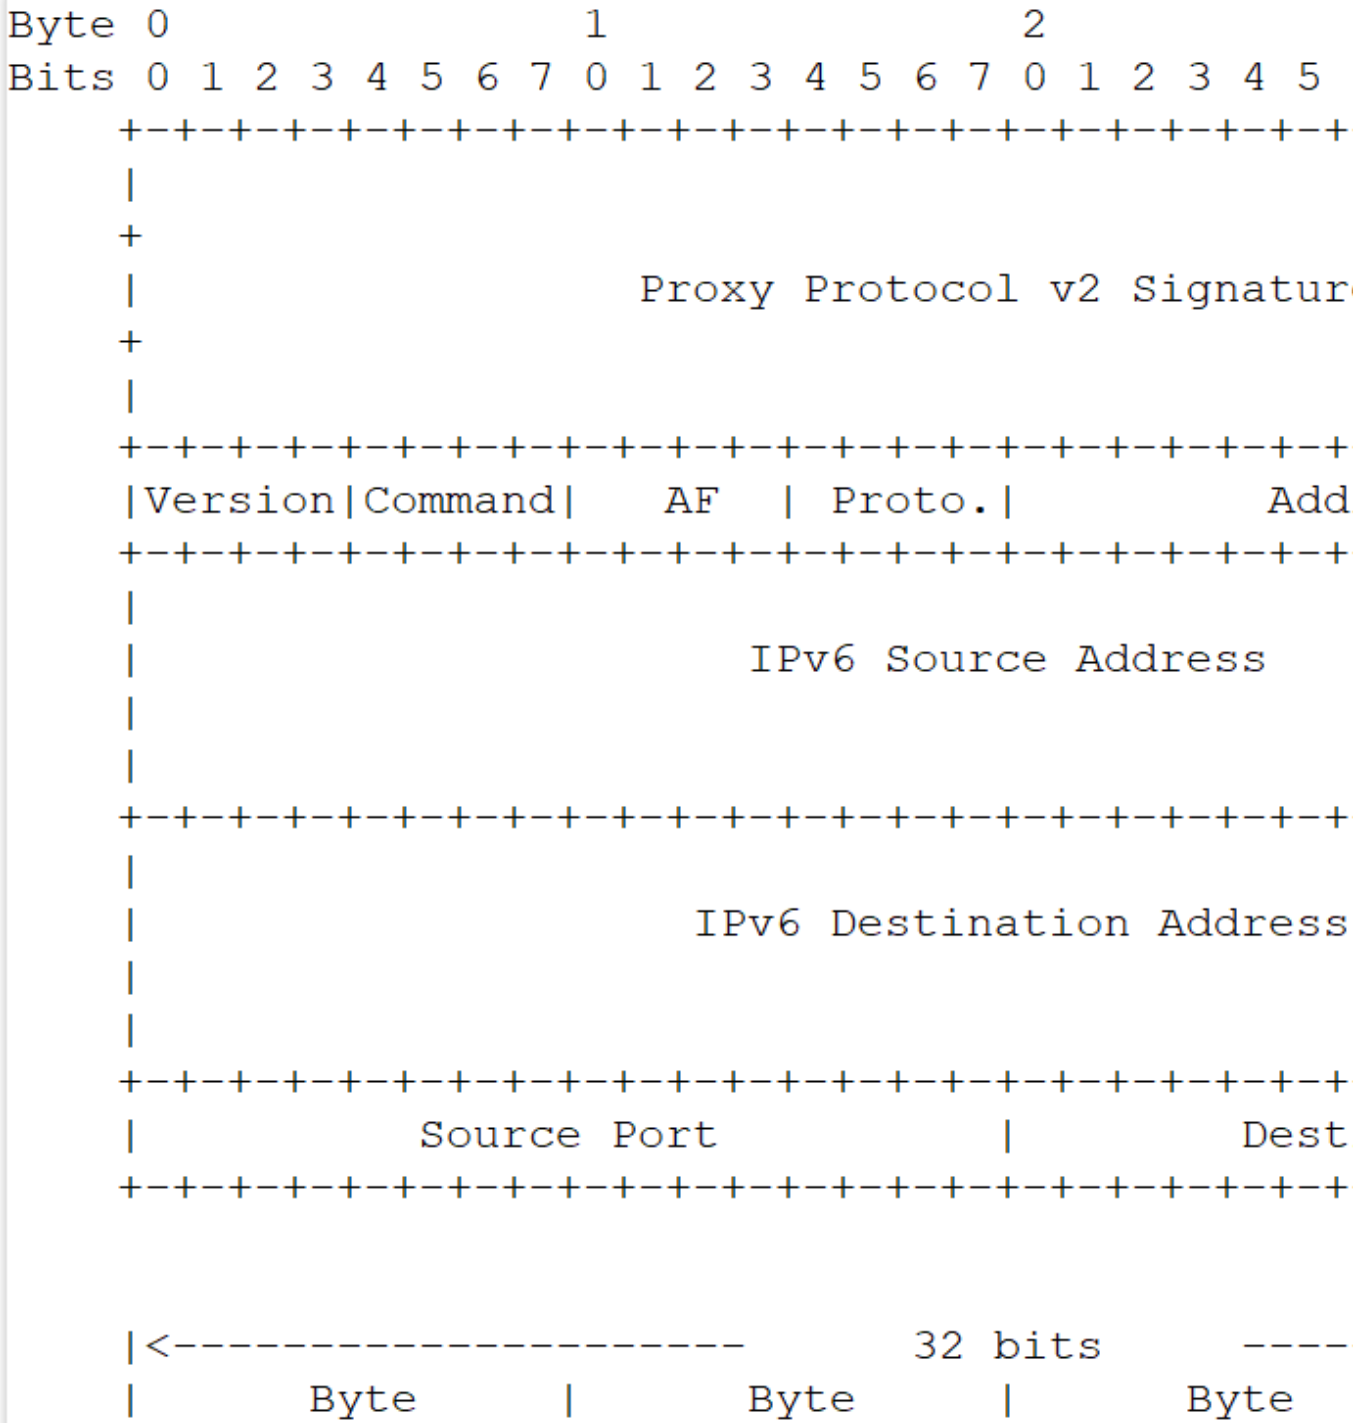 Byte 0               1               2
Bits 0 1 2 3 4 5 6 7 0 1 2 3 4 5 6 7 0 1 2 3 4 5
    +-+-+-+-+-+-+-+-+-+-+-+-+-+-+-+-+-+-+-+-+-+-+
    |
    +
    |                  Proxy Protocol v2 Signature
    +
    |
    +-+-+-+-+-+-+-+-+-+-+-+-+-+-+-+-+-+-+-+-+-+-+
    |Version|Command|   AF  | Proto.|         Add
    +-+-+-+-+-+-+-+-+-+-+-+-+-+-+-+-+-+-+-+-+-+-+
    |
    |                      IPv6 Source Address
    |
    |
    +-+-+-+-+-+-+-+-+-+-+-+-+-+-+-+-+-+-+-+-+-+-+
    |
    |                    IPv6 Destination Address
    |
    |
    +-+-+-+-+-+-+-+-+-+-+-+-+-+-+-+-+-+-+-+-+-+-+
    |          Source Port          |        Dest
    +-+-+-+-+-+-+-+-+-+-+-+-+-+-+-+-+-+-+-+-+-+-+
    |<---------------------      32 bits     ----
    |      Byte     |      Byte     |      Byte